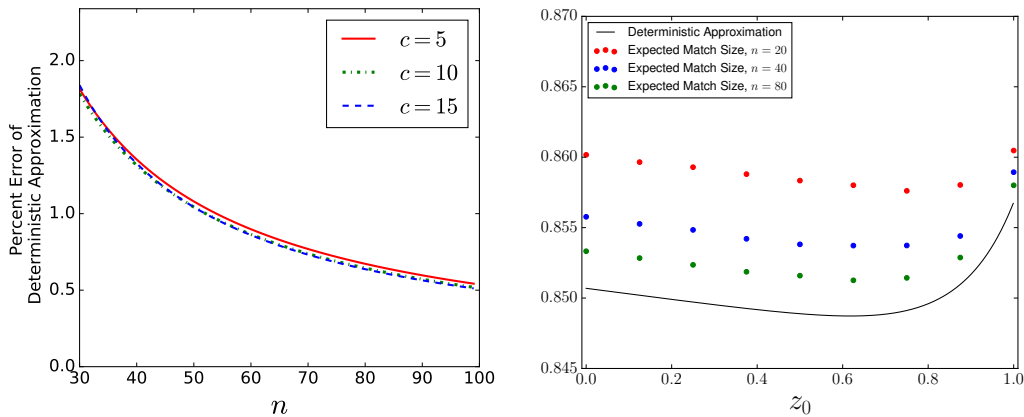 Percent Error of
Deterministic Approximation
2.0
1.5
1.0
0.5
0.0
30 40 50 60 70 80 90 100
n
c = 5
c = 10
c = 15
0.870
0.865
0.860
0.855
0.850
0.845
0.0 0.2 0.4 0.6 0.8 1.0
z0
Deterministic Approximation
Expected Match Size, n = 20
Expected Match Size, n = 40
Expected Match Size, n = 80